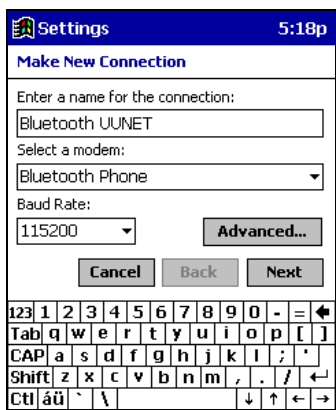 Settings 5:18p
Make New Connection
Enter a name for the connection:
Bluetooth UUNET
Select a modem:
Bluetooth Phone
Baud Rate:
115200 Advanced...
Cancel Back Next
123 1 2 3 4 5 6 7 8 9 0 - =
Tab q w e r t y u i o p [ ]
CAP a s d f g h j k l ; '
Shift z x c v b n m , . /
Ctl áü ` \ ↓ ↑ ← →